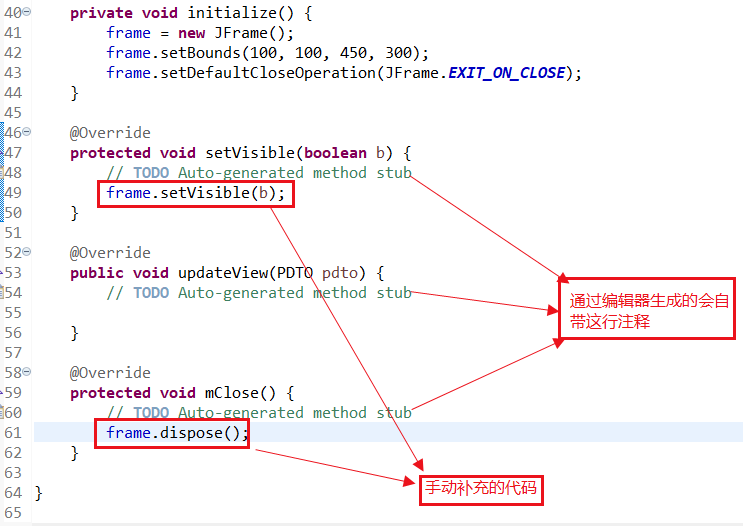 40 private void initialize() {
41 frame = new JFrame();
42 frame.setBounds(100, 100, 450, 300);
43 frame.setDefaultCloseOperation(JFrame.EXIT_ON_CLOSE);
44 }
45
46 @Override
47 protected void setVisible(boolean b) {
48 // TODO Auto-generated method stub
49 frame.setVisible(b);
50 }
51
52 @Override
53 public void updateView(PDTO pdto) {
54 // TODO Auto-generated method stub
55
56 }
57
58 @Override
59 protected void mClose() {
60 // TODO Auto-generated method stub
61 frame.dispose();
62 }
63
64 }
65
通过编辑器生成的会自
带这行注释
手动补充的代码